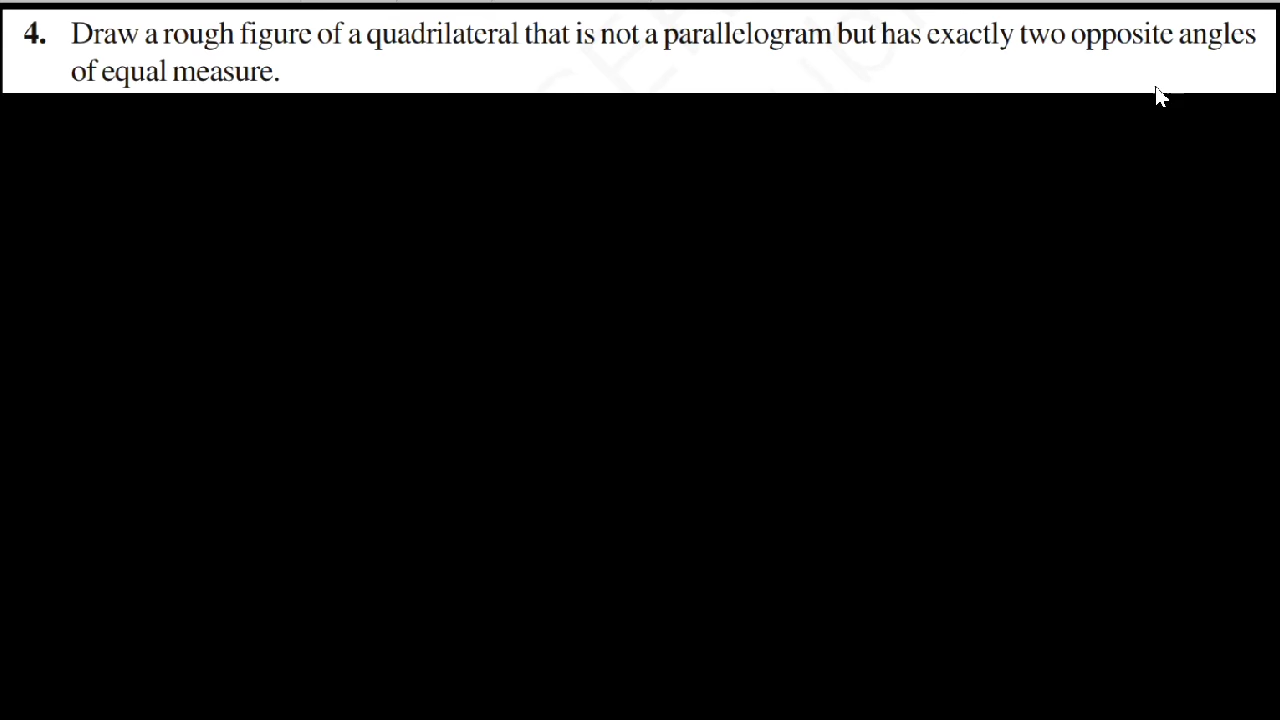 4. Draw a rough figure of a quadrilateral that is not a parallelogram but has exactly two opposite angles
of equal measure.